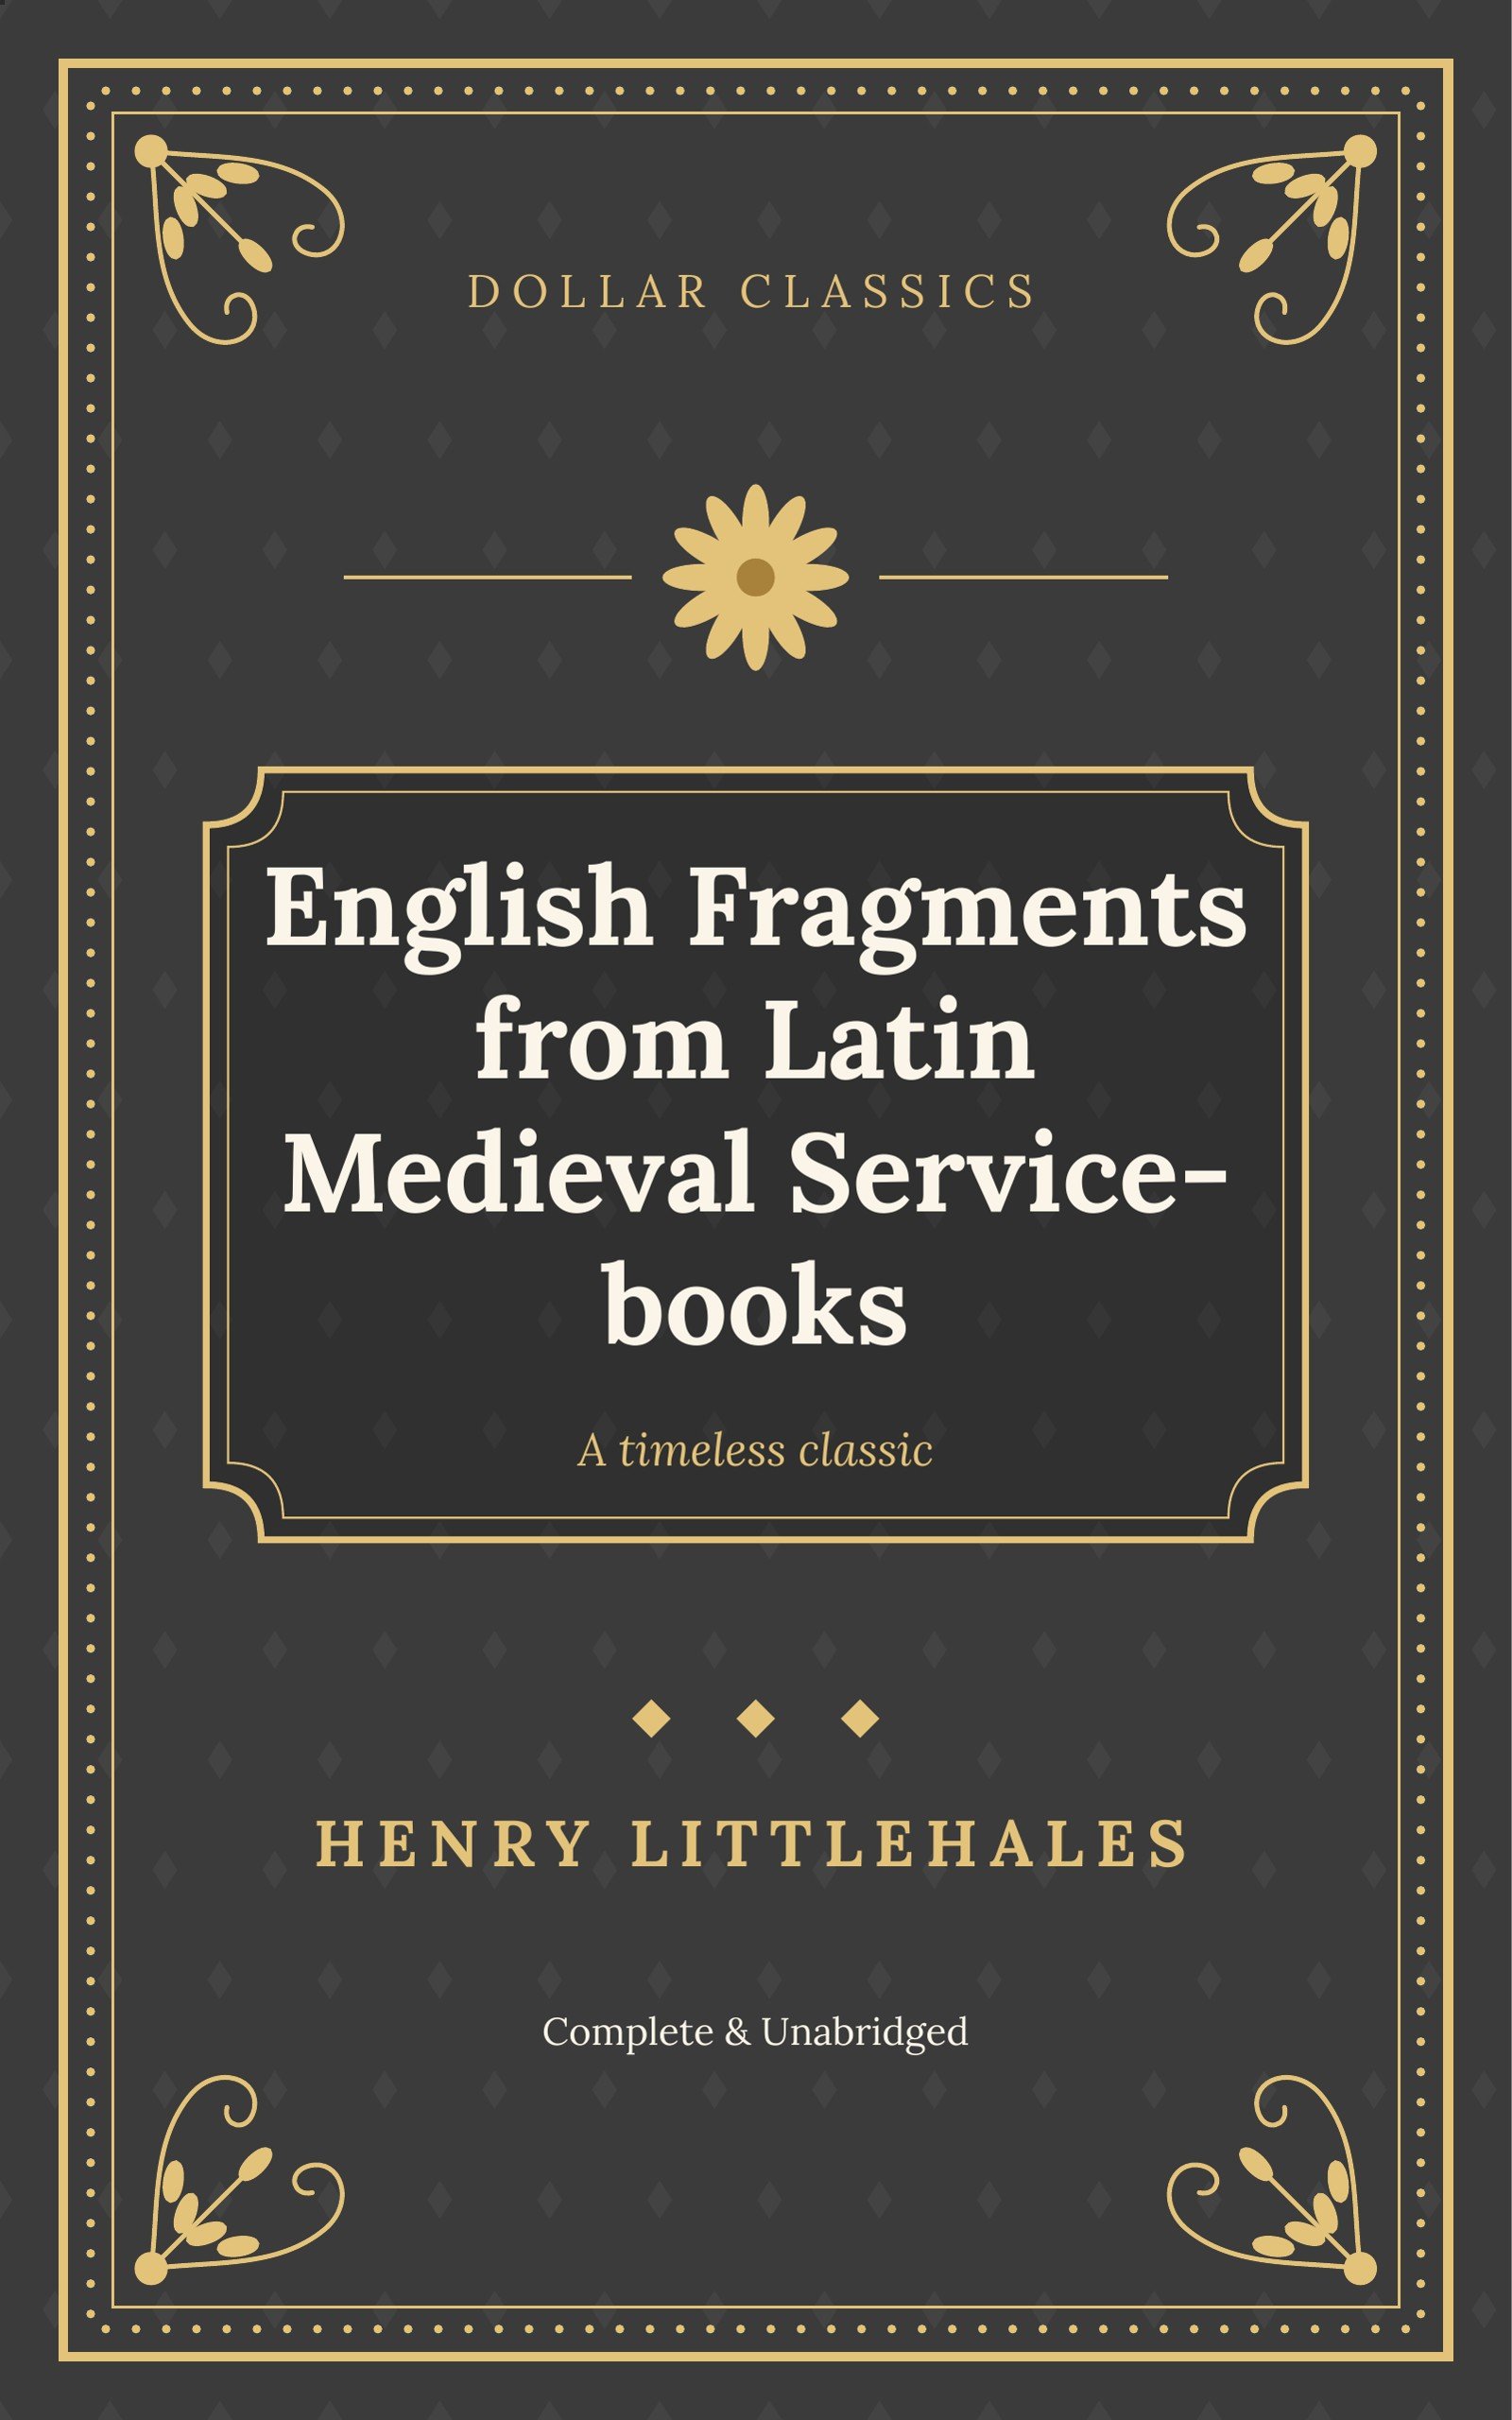 DOLLAR CLASSICS
English Fragments
from Latin
Medieval Service-
books
A timeless classic
HENRY LITTLEHALES
Complete & Unabridged